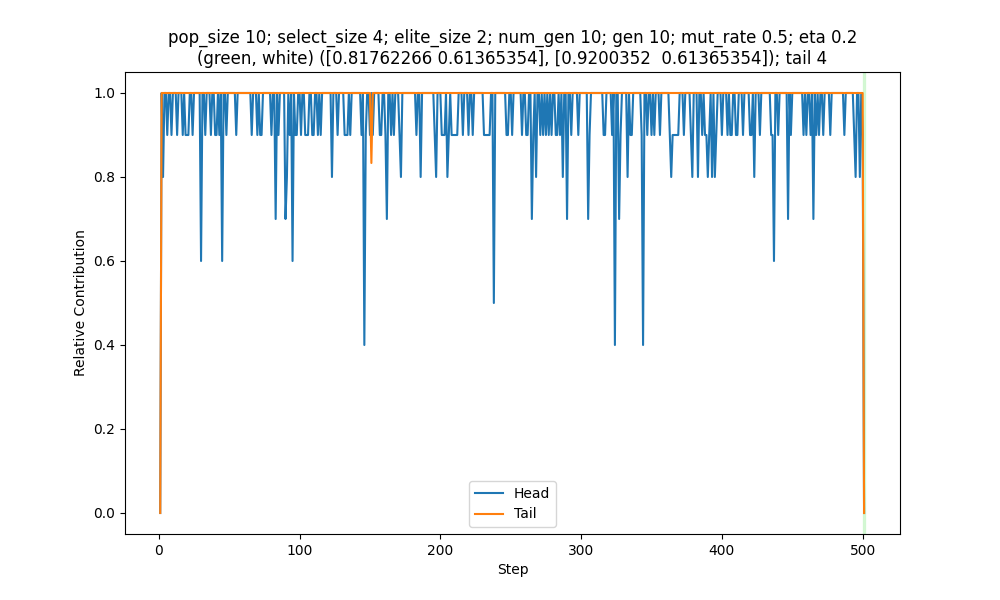 pop_size 10; select_size 4; elite_size 2; num_gen 10; gen 10; mut_rate 0.5; eta 0.2
(green, white) ([0.81762266 0.61365354], [0.9200352  0.61365354]); tail 4
1.0
0.8
0.6
0.4
0.2
0.0
Relative Contribution
Head
Tail
0
100
200
300
400
500
Step